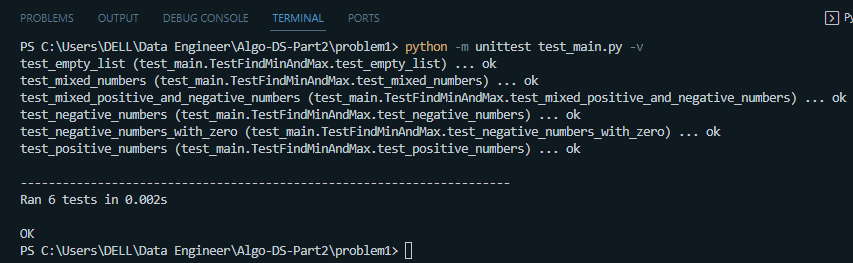 PROBLEMS OUTPUT DEBUG CONSOLE TERMINAL PORTS Py
PS C:\Users\DELL\Data Engineer\Algo-DS-Part2\problem1> python -m unittest test_main.py -v
test_empty_list (test_main.TestFindMinAndMax.test_empty_list) ... ok
test_mixed_numbers (test_main.TestFindMinAndMax.test_mixed_numbers) ... ok
test_mixed_positive_and_negative_numbers (test_main.TestFindMinAndMax.test_mixed_positive_and_negative_numbers) ... ok
test_negative_numbers (test_main.TestFindMinAndMax.test_negative_numbers) ... ok
test_negative_numbers_with_zero (test_main.TestFindMinAndMax.test_negative_numbers_with_zero) ... ok
test_positive_numbers (test_main.TestFindMinAndMax.test_positive_numbers) ... ok
----------------------------------------------------------------------
Ran 6 tests in 0.002s
OK
PS C:\Users\DELL\Data Engineer\Algo-DS-Part2\problem1>